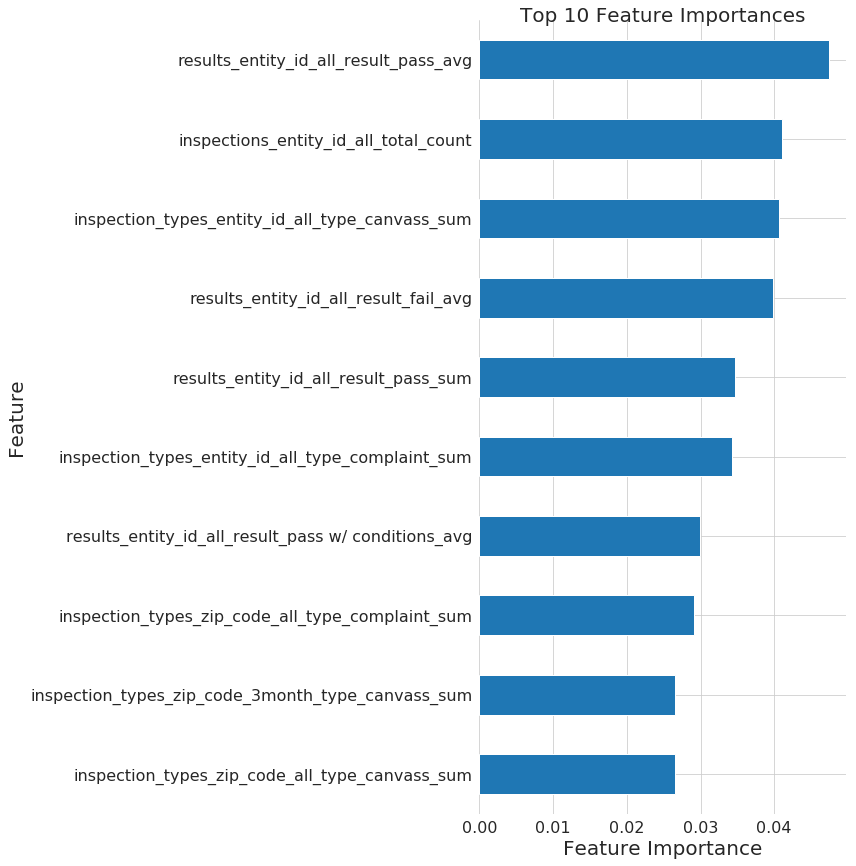 Top 10 Feature Importances
results_entity_id_all_result_pass_avg
inspections_entity_id_all_total_count
inspection_types_entity_id_all_type_canvass_sum
results_entity_id_all_result_fail_avg
results_entity_id_all_result_pass_sum
inspection_types_entity_id_all_type_complaint_sum
results_entity_id_all_result_pass w/ conditions_avg
inspection_types_zip_code_all_type_complaint_sum
inspection_types_zip_code_3month_type_canvass_sum
inspection_types_zip_code_all_type_canvass_sum
Feature
0.00 0.01 0.02 0.03 0.04
Feature Importance